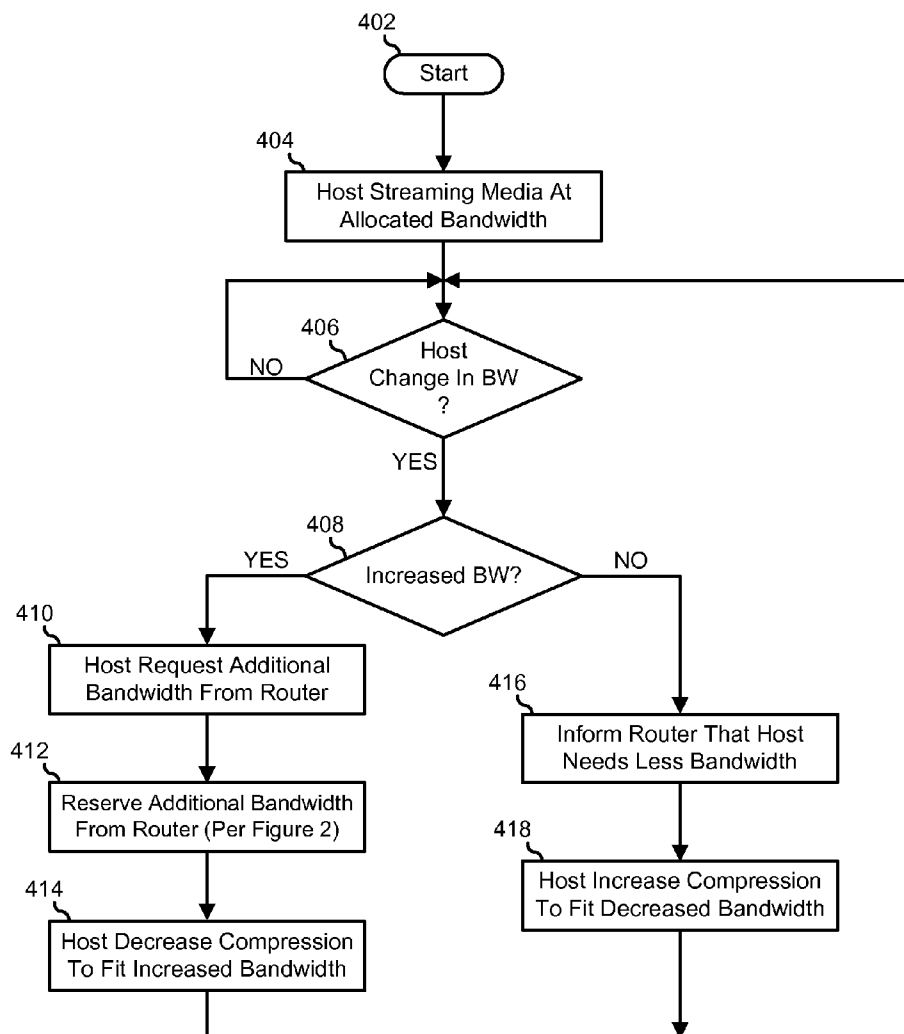 402
Start
404
Host Streaming Media At
Allocated Bandwidth
406
Host
Change In BW
?
NO
YES
408
Increased BW?
YES
NO
410
Host Request Additional
Bandwidth From Router
412
Reserve Additional Bandwidth
From Router (Per Figure 2)
414
Host Decrease Compression
To Fit Increased Bandwidth
416
Inform Router That Host
Needs Less Bandwidth
418
Host Increase Compression
To Fit Decreased Bandwidth